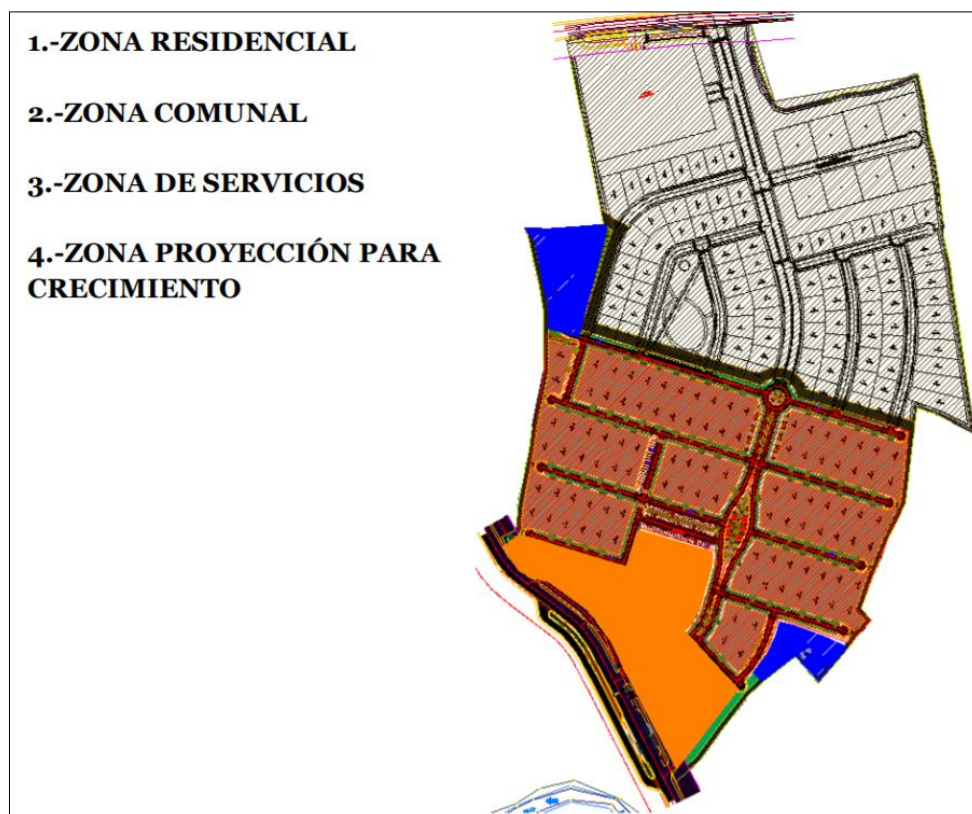 1.-ZONA RESIDENCIAL
2.-ZONA COMUNAL
3.-ZONA DE SERVICIOS
4.-ZONA PROYECCIÓN PARA
CRECIMIENTO